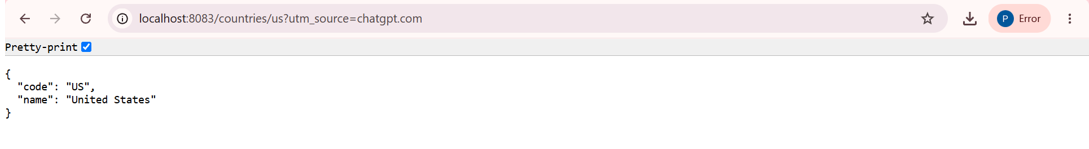 localhost:8083/countries/us?utm_source=chatgpt.com
P Error
Pretty-print
{
  "code": "US",
  "name": "United States"
}